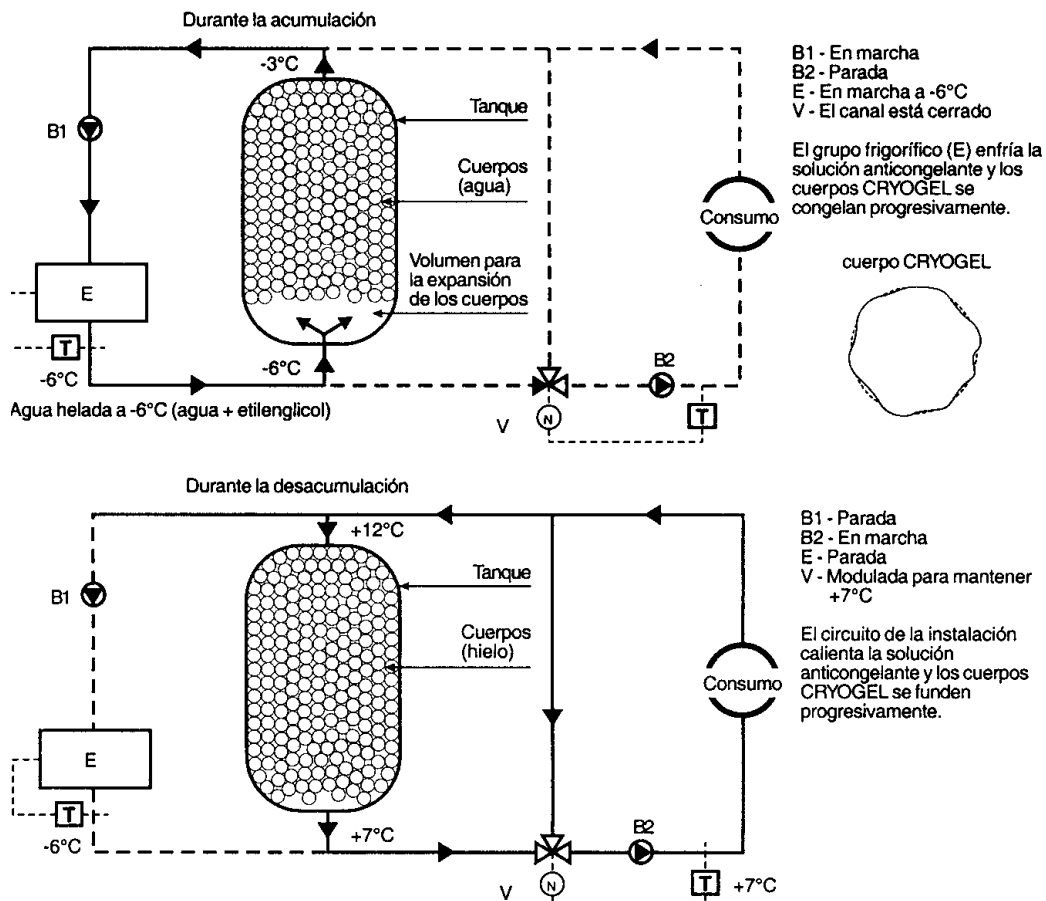 Durante la acumulación
-3°C
B1
Tanque
Cuerpos
(agua)
Volumen para
la expansión
de los cuerpos
E
T
-6°C
-6°C
Agua helada a -6°C (agua + etilenglicol)
V
N
B2
T
Consumo
B1 - En marcha
B2 - Parada
E - En marcha a -6°C
V - El canal está cerrado
El grupo frigorífico (E) enfría la
solución anticongelante y los
cuerpos CRYOGEL se
congelan progresivamente.
cuerpo CRYOGEL
Durante la desacumulación
+12°C
B1
Tanque
Cuerpos
(hielo)
E
T
-6°C
+7°C
V
N
B2
T
+7°C
Consumo
B1 - Parada
B2 - En marcha
E - Parada
V - Modulada para mantener
+7°C
El circuito de la instalación
calienta la solución
anticongelante y los cuerpos
CRYOGEL se funden
progresivamente.